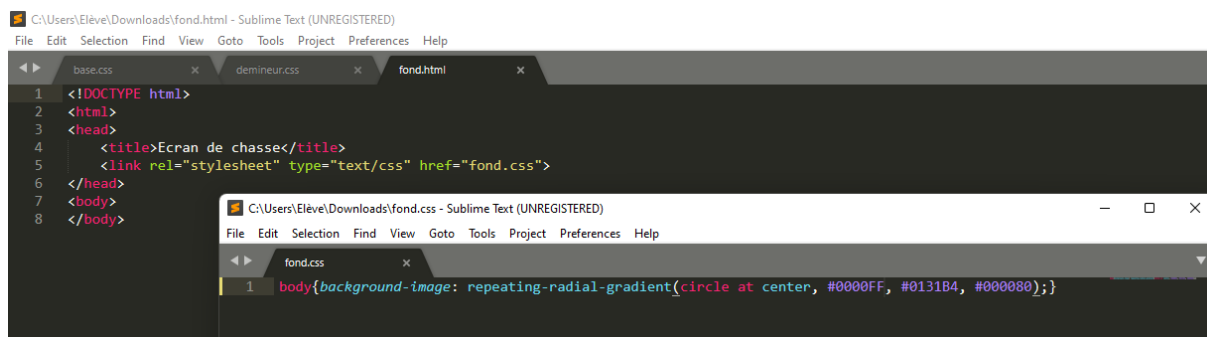 C:\Users\Elève\Downloads\fond.html - Sublime Text (UNREGISTERED)
File Edit Selection Find View Goto Tools Project Preferences Help
base.css × demineur.css × fond.html ×
1 <!DOCTYPE html>
2 <html>
3 <head>
4 <title>Ecran de chasse</title>
5 <link rel="stylesheet" type="text/css" href="fond.css">
6 </head>
7 <body>
8 </body>
C:\Users\Elève\Downloads\fond.css - Sublime Text (UNREGISTERED)
File Edit Selection Find View Goto Tools Project Preferences Help
fond.css ×
1 body{background-image: repeating-radial-gradient(circle at center, #0000FF, #0131B4, #000080);}